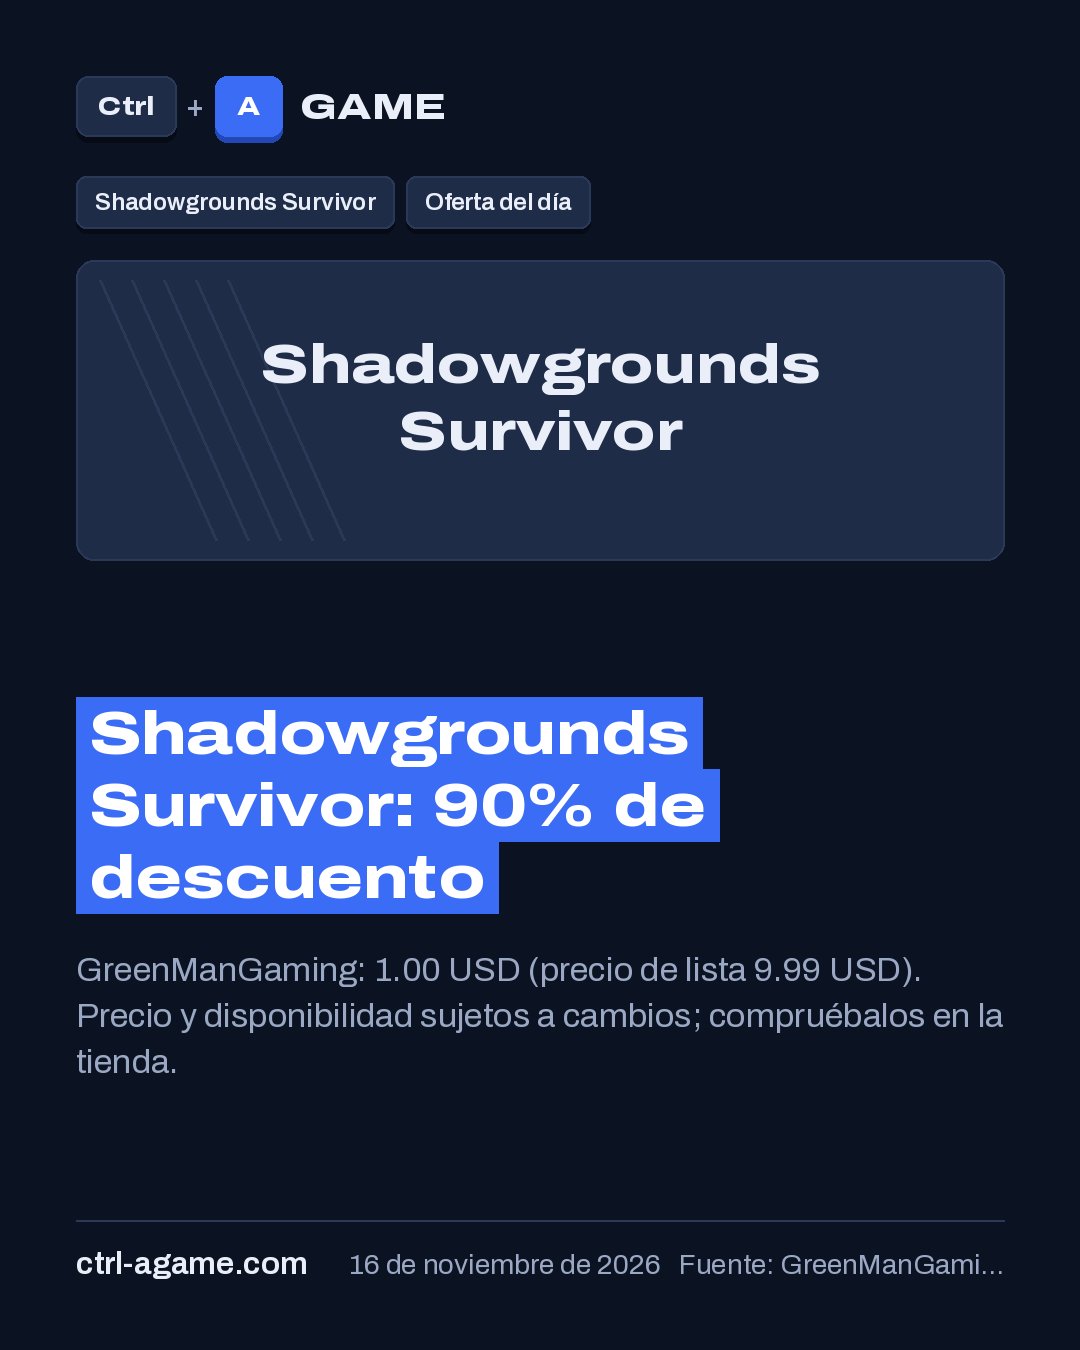 Ctrl + A GAME
Shadowgrounds Survivor Oferta del día
Shadowgrounds
Survivor
Shadowgrounds
Survivor: 90% de
descuento
GreenManGaming: 1.00 USD (precio de lista 9.99 USD).
Precio y disponibilidad sujetos a cambios; compruébalos en la
tienda.
ctrl-agame.com 16 de noviembre de 2026 Fuente: GreenManGami...